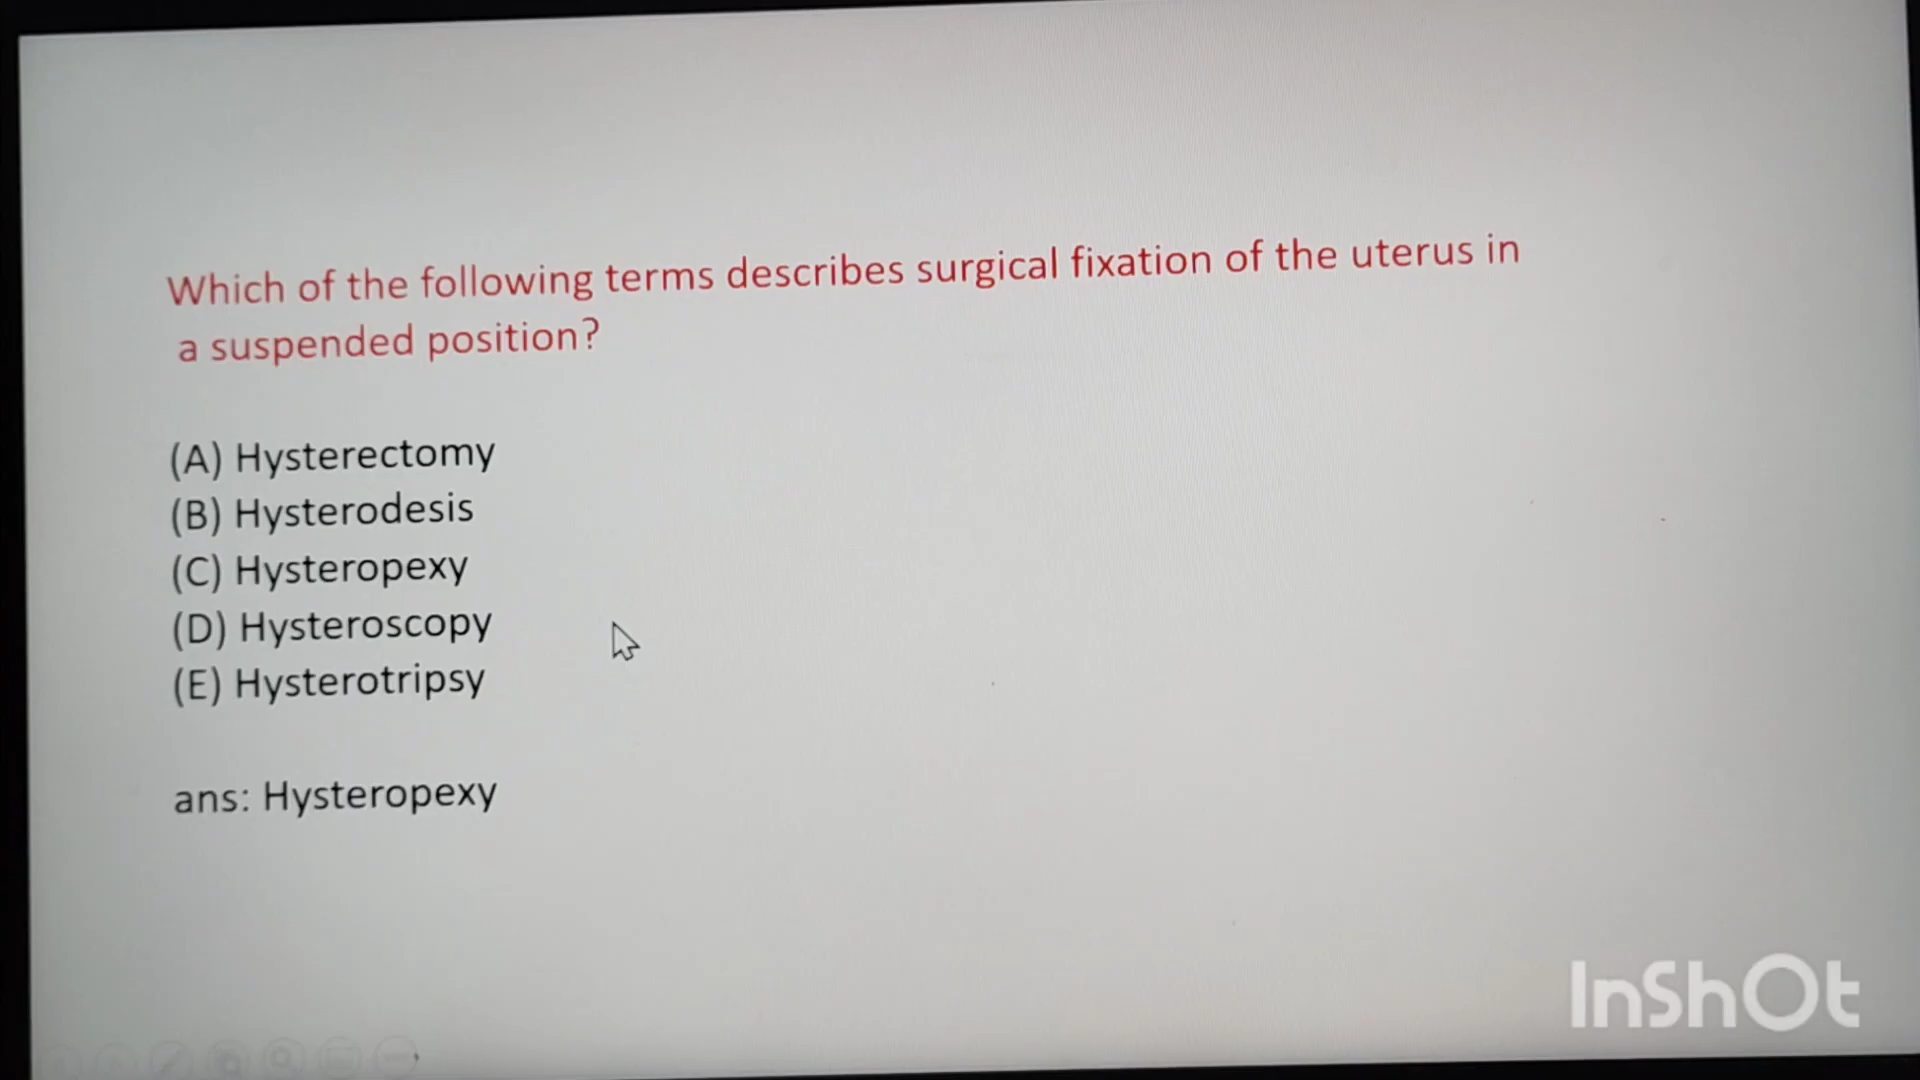 Which of the following terms describes surgical fixation of the uterus in
a suspended position?
(A) Hysterectomy
(B) Hysterodesis
(C) Hysteropexy
(D) Hysteroscopy
(E) Hysterotripsy
ans: Hysteropexy
InShOt